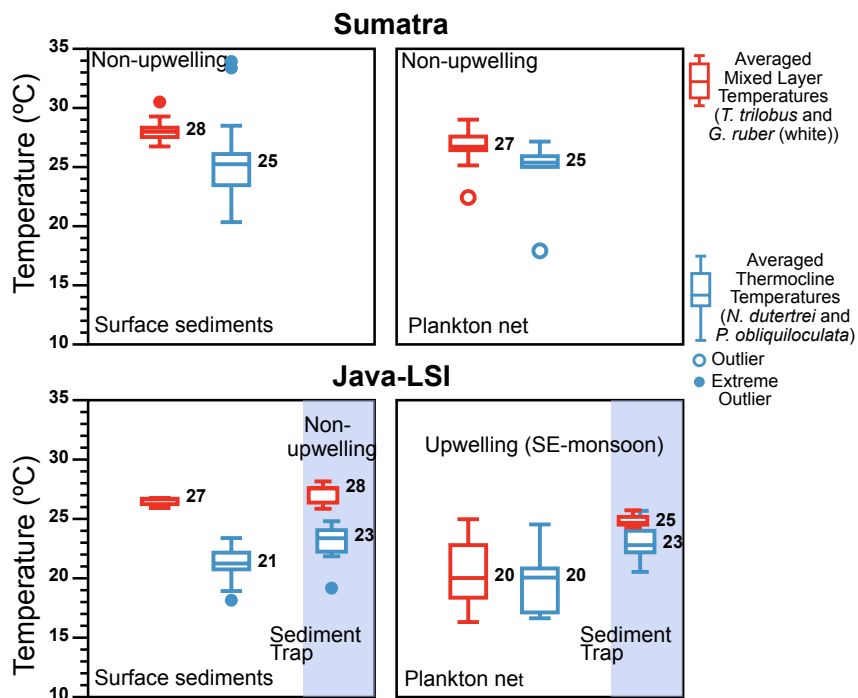 Sumatra
Temperature (ºC)
35
30
25
20
15
10
Non-upwelling
28
25
Surface sediments
Non-upwelling
27
25
Plankton net
Averaged
Mixed Layer
Temperatures
(T. trilobus and
G. ruber (white))
Averaged
Thermocline
Temperatures
(N. dutertrei and
P. obliquiloculata)
Outlier
Extreme
Outlier
Java-LSI
Temperature (ºC)
35
30
25
20
15
10
27
21
Surface sediments
Non-
upwelling
28
23
Sediment
Trap
Upwelling (SE-monsoon)
20
20
Plankton net
25
23
Sediment
Trap